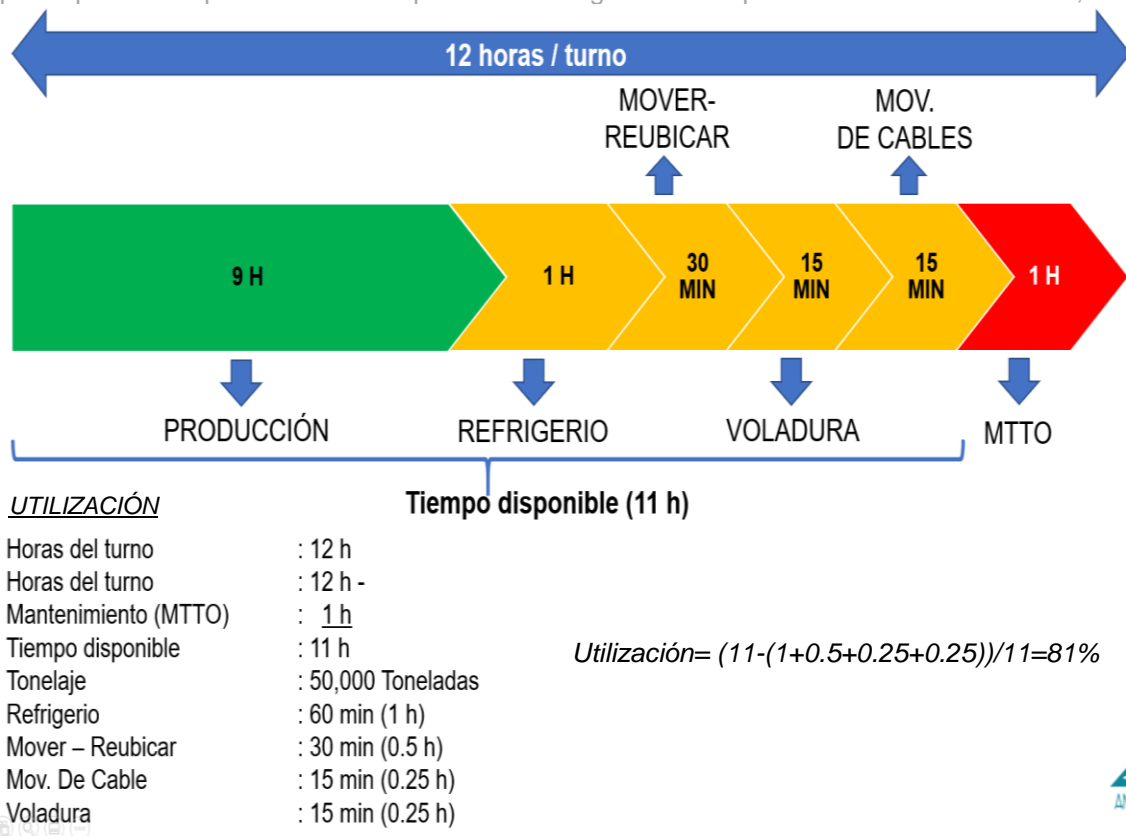 12 horas / turno
MOVER-
REUBICAR
MOV.
DE CABLES
9 H
1 H
30
MIN
15
MIN
15
MIN
1 H
PRODUCCIÓN
REFRIGERIO
VOLADURA
MTTO
UTILIZACIÓN
Tiempo disponible (11 h)
Horas del turno : 12 h
Horas del turno : 12 h -
Mantenimiento (MTTO) : 1 h
Tiempo disponible : 11 h
Utilización= (11-(1+0.5+0.25+0.25))/11=81%
Tonelaje : 50,000 Toneladas
Refrigerio : 60 min (1 h)
Mover – Reubicar : 30 min (0.5 h)
Mov. De Cable : 15 min (0.25 h)
Voladura : 15 min (0.25 h)